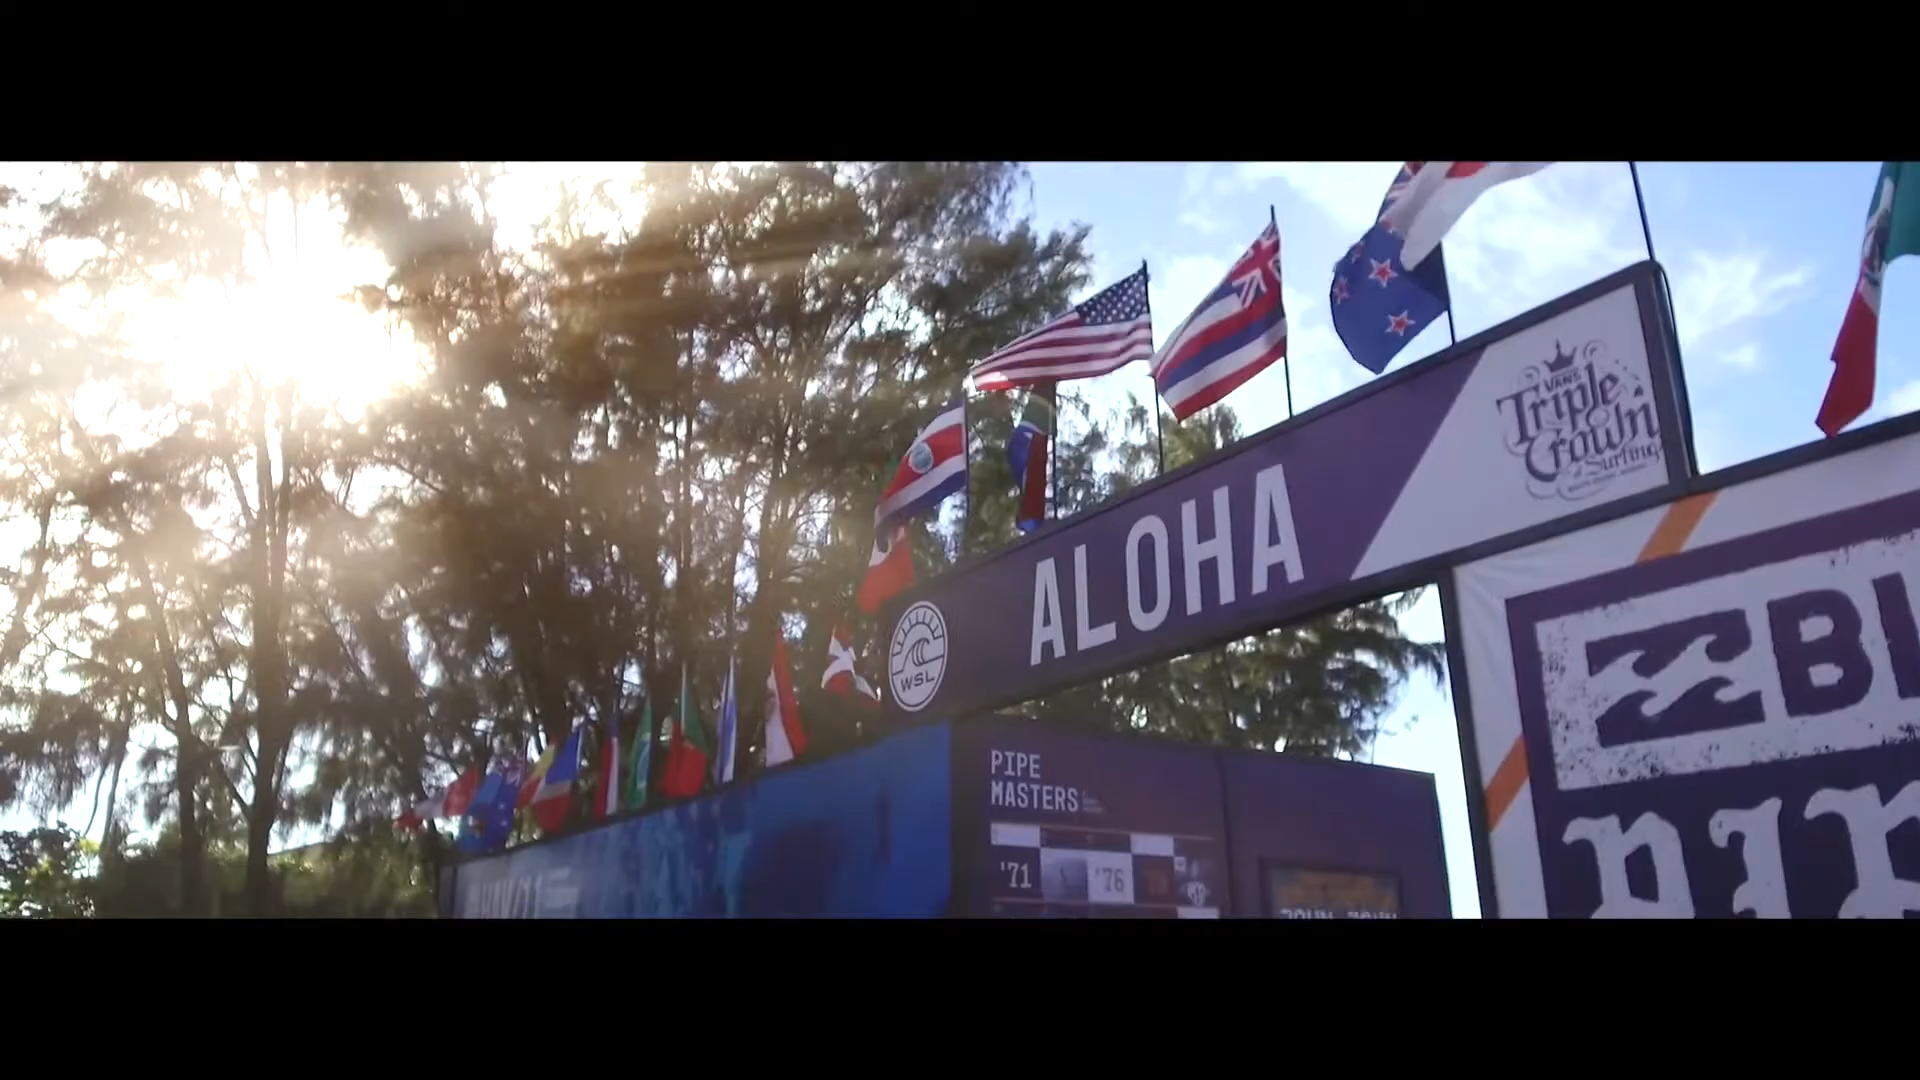 VANS
Triple
Crown
of Surfing
ALOHA
WSL
PIPE
MASTERS
'71
'76